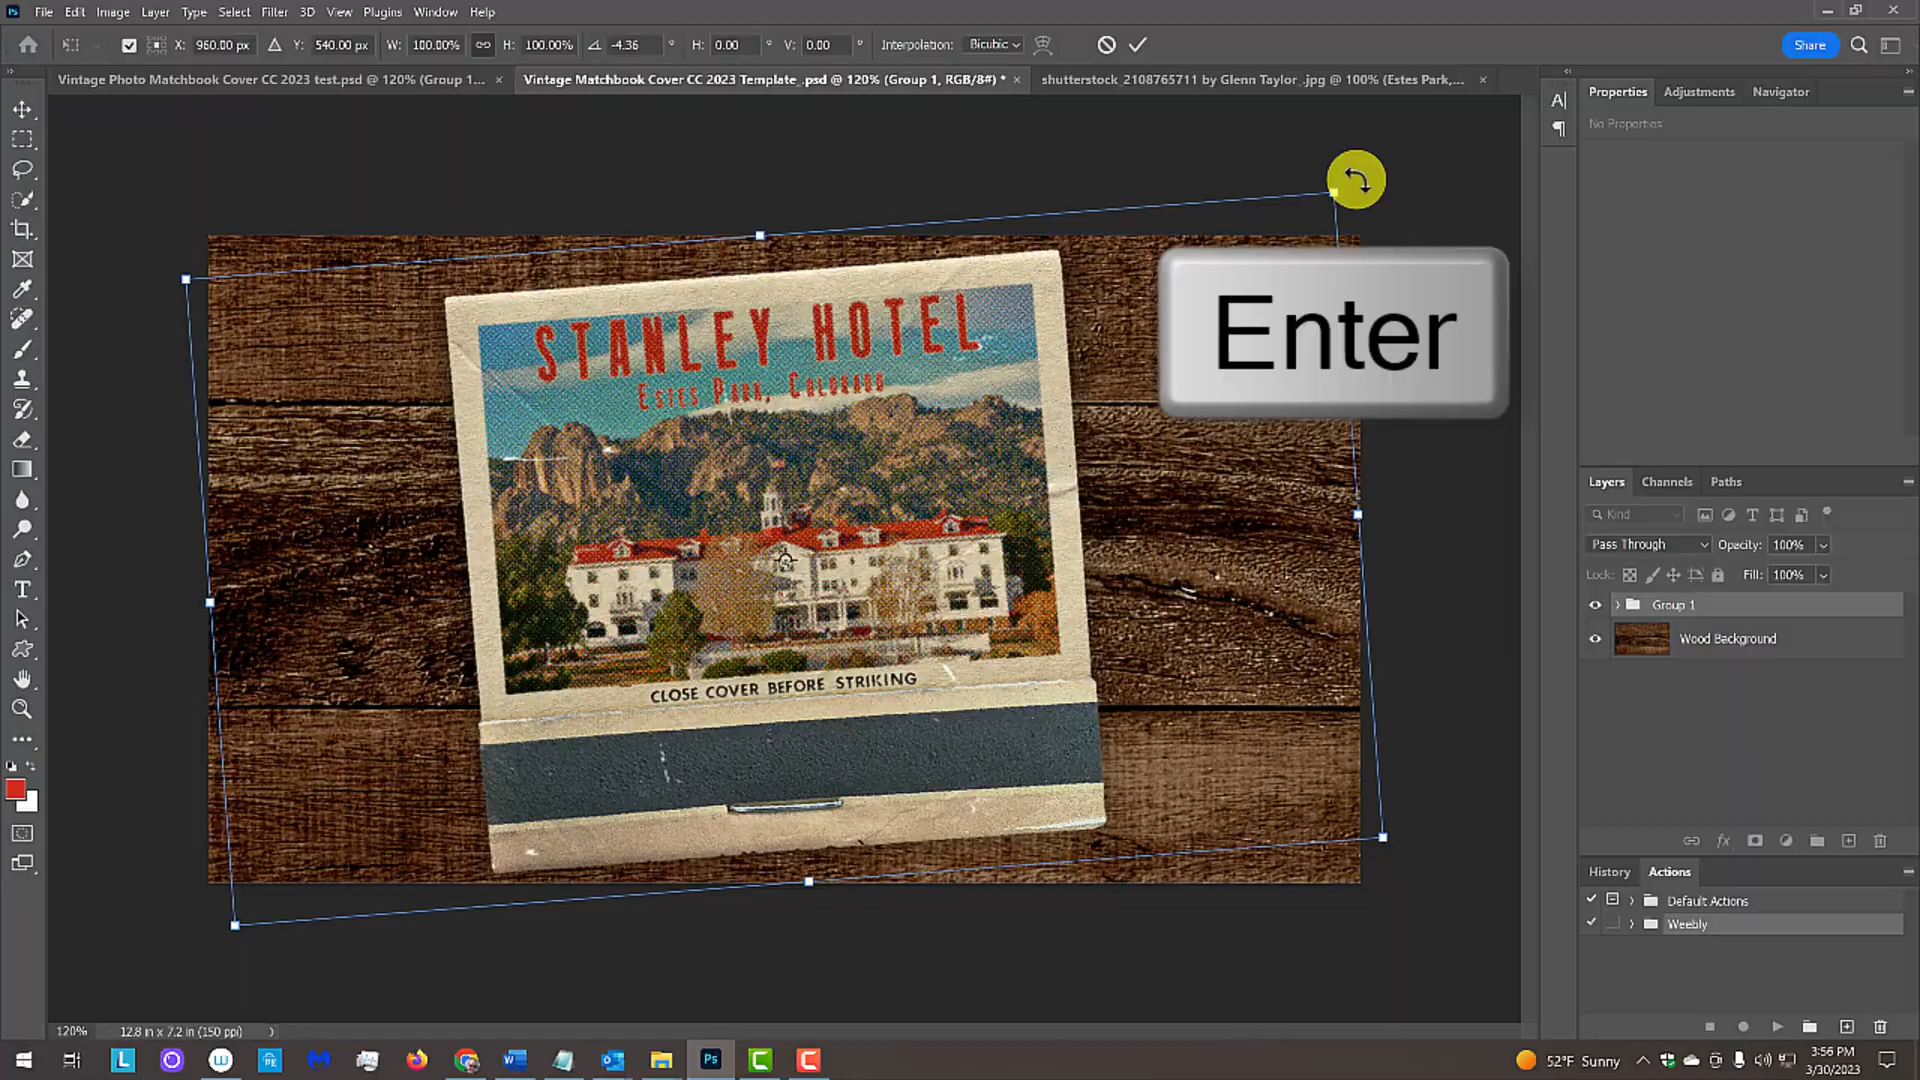 Ps File Edit Image Layer Type Select Filter 3D View Plugins Window Help
X: 960.00 px Y: 540.00 px W: 100.00% H: 100.00% -4.36 ° H: 0.00 ° V: 0.00 ° Interpolation: Bicubic Share
Vintage Photo Matchbook Cover CC 2023 test.psd @ 120% (Group 1... × Vintage Matchbook Cover CC 2023 Template_.psd @ 120% (Group 1, RGB/8#) * × shutterstock_2108765711 by Glenn Taylor_.jpg @ 100% (Estes Park,... ×
Properties Adjustments Navigator
No Properties
Enter
STANLEY HOTEL
ESTES PARK, COLORADO
CLOSE COVER BEFORE STRIKING
Layers Channels Paths
Kind
Pass Through Opacity: 100%
Lock: Fill: 100%
Group 1
Wood Background
fx
History Actions
Default Actions
Weebly
120% 12.8 in x 7.2 in (150 ppi)
52°F Sunny
3:56 PM
3/30/2023